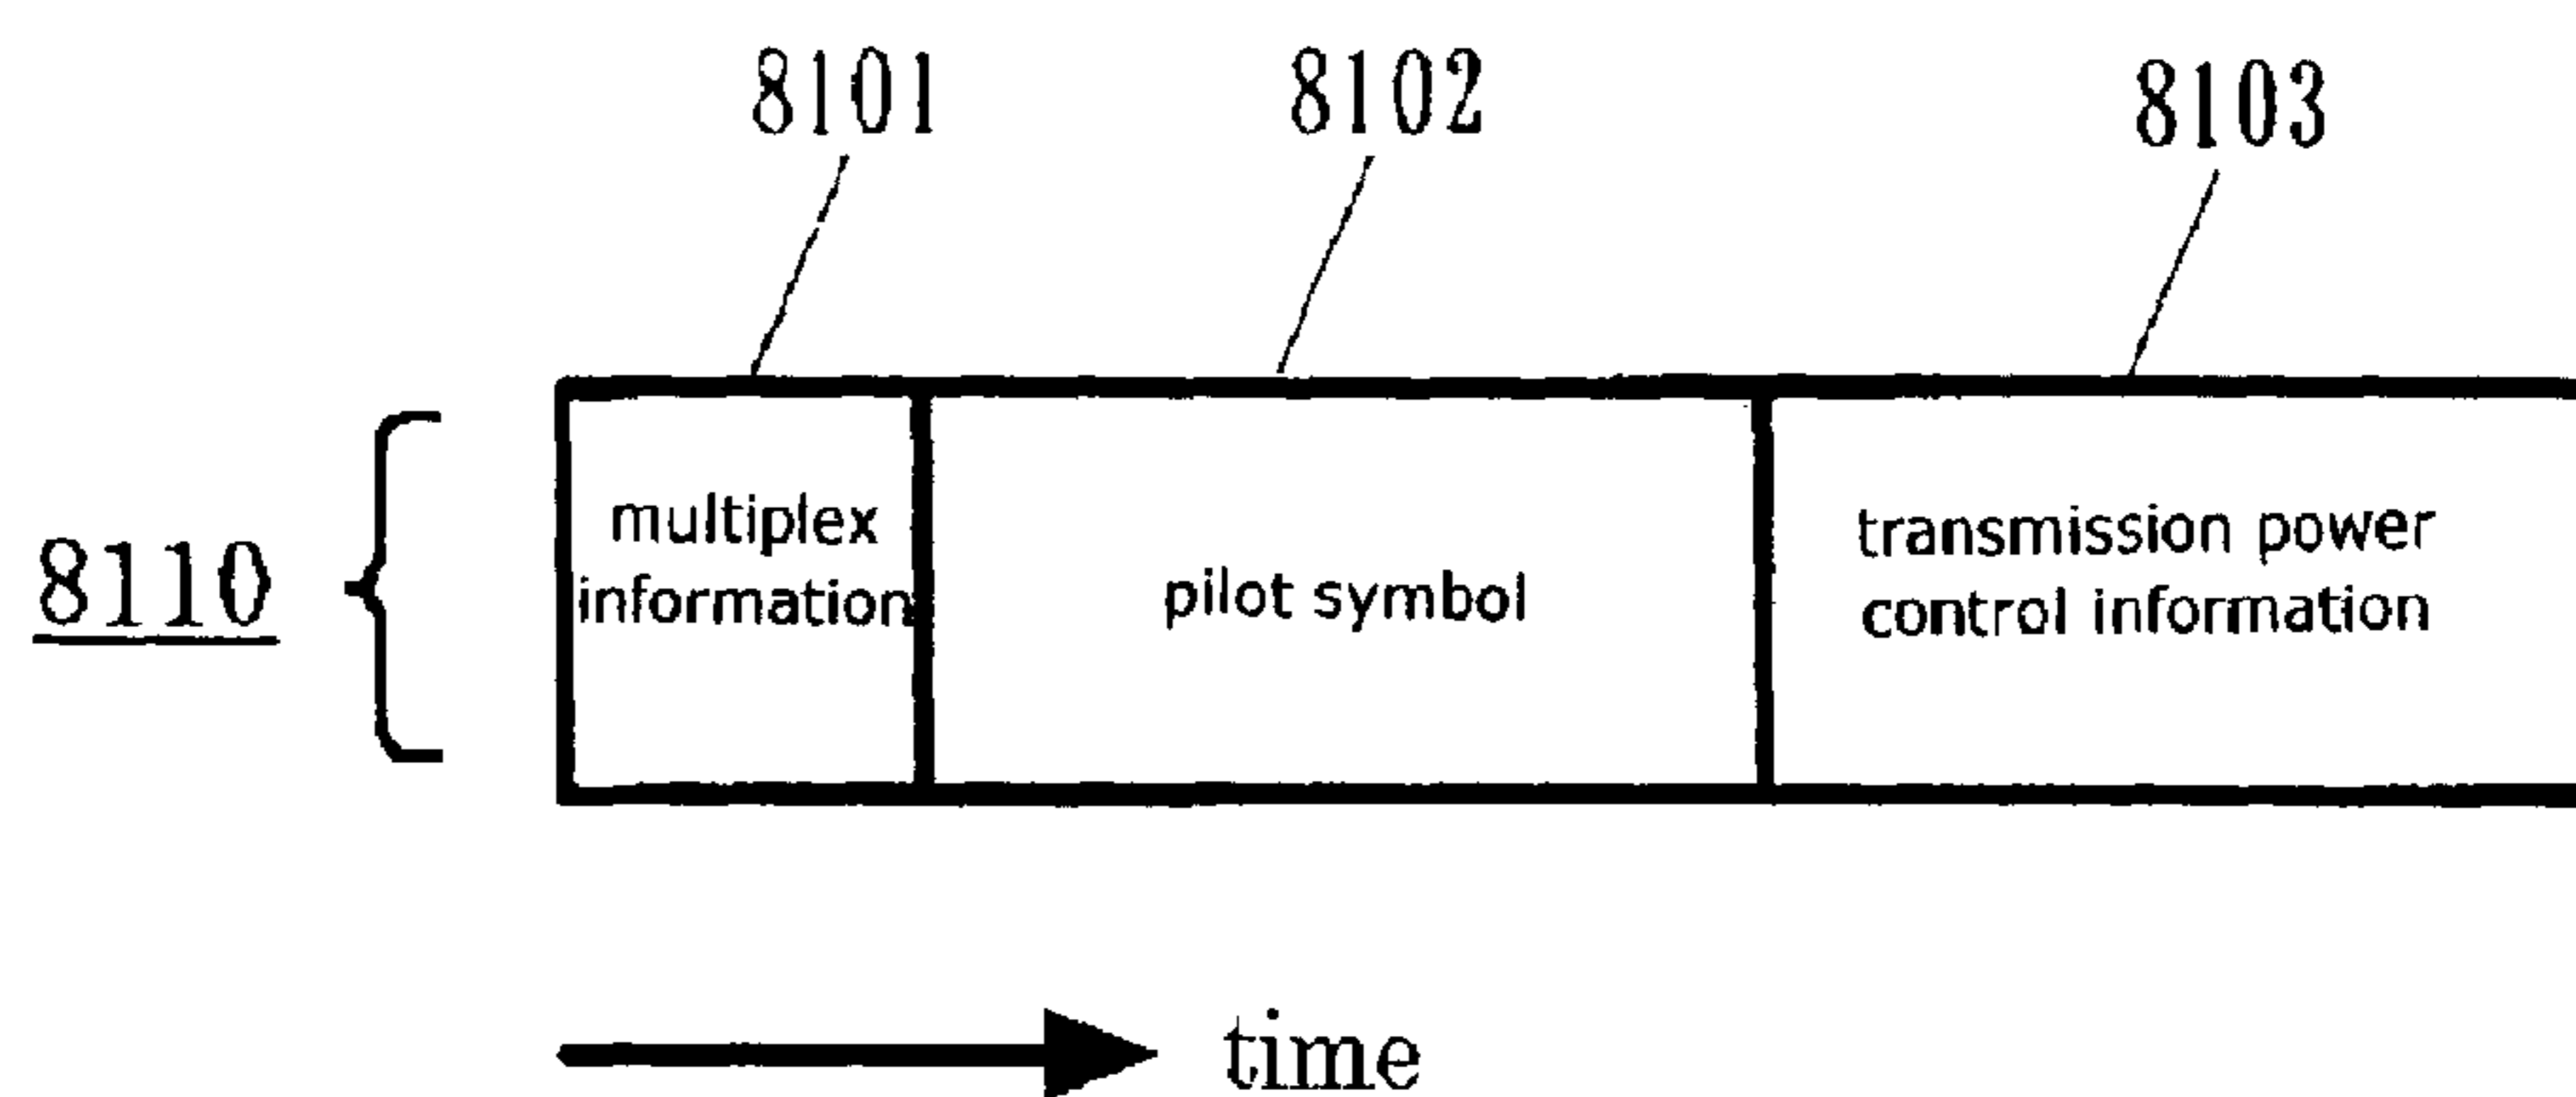 8101
8102
8103
multiplex
information
pilot symbol
transmission power
control information
8110
time